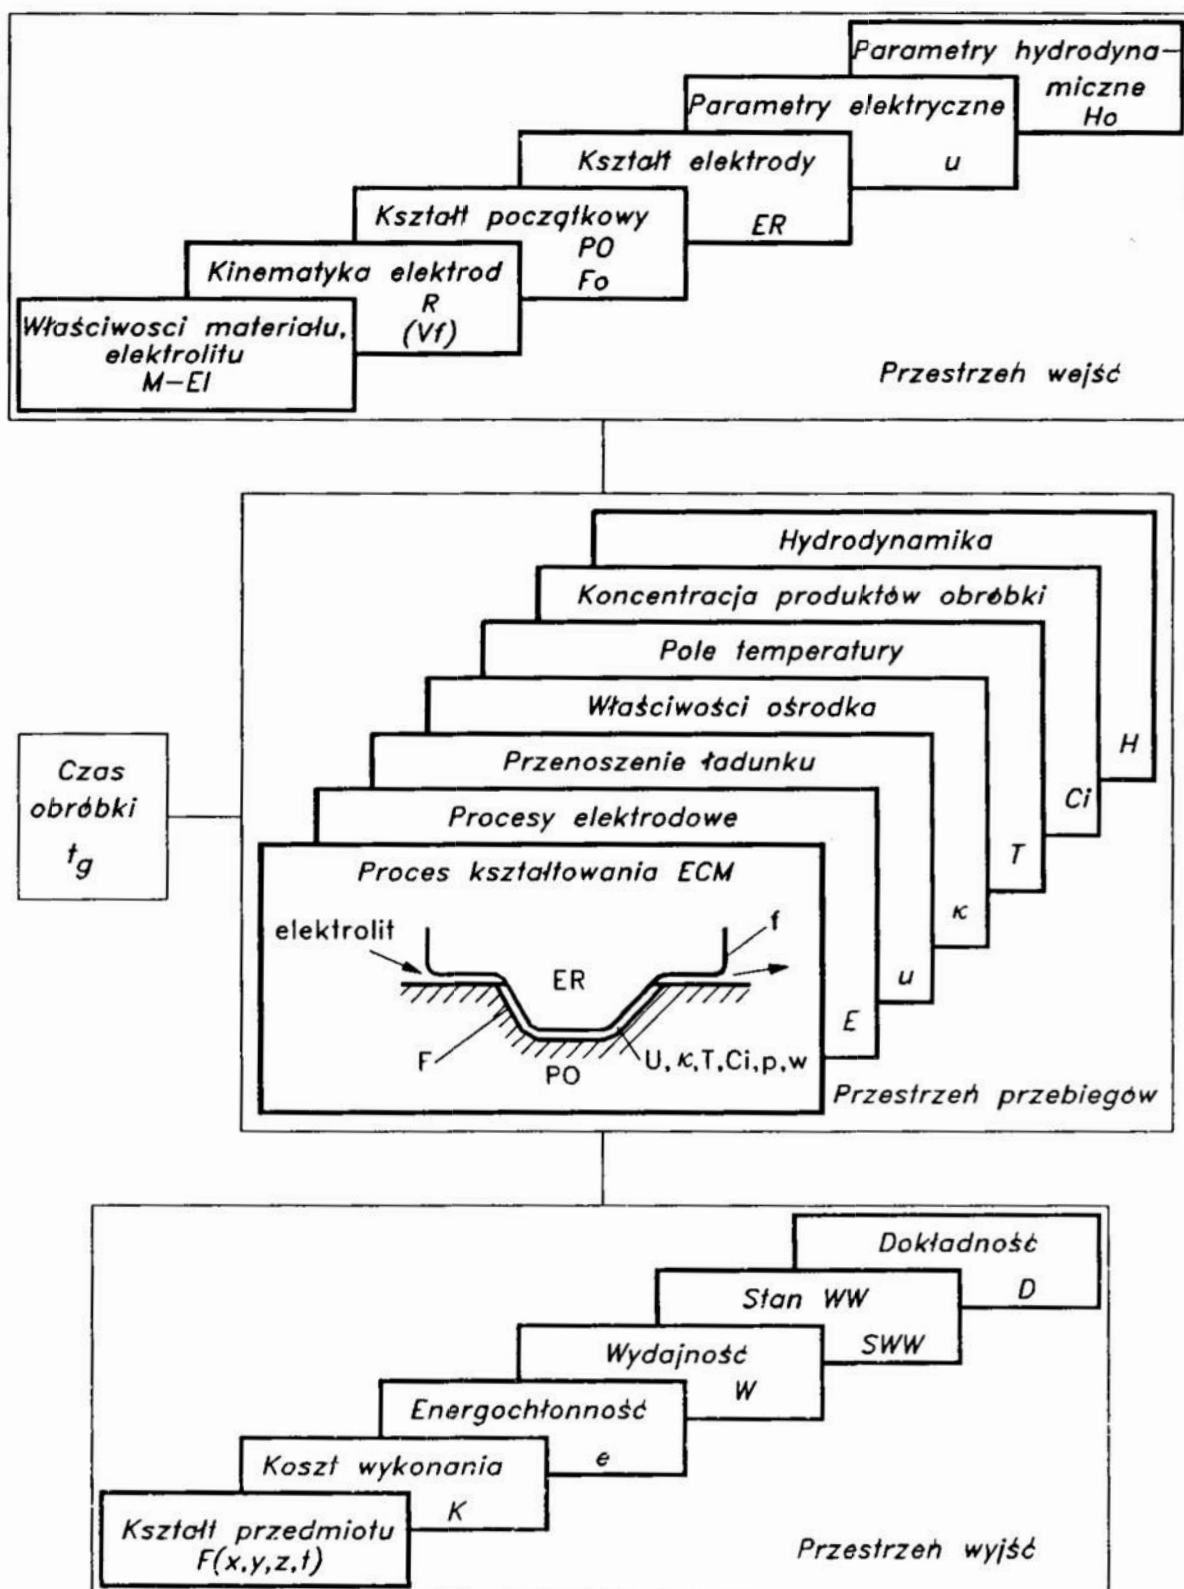 Parametry hydrodyna-
miczne
Ho
Parametry elektryczne
u
Kształt elektrody
ER
Kształt początkowy
PO
Fo
Kinematyka elektrod
R
(Vf)
Właściwosci materiału,
elektrolitu
M-El
Przestrzeń wejść
Hydrodynamika
H
Koncentracja produktów obróbki
Ci
Pole temperatury
T
Właściwości ośrodka
κ
Przenoszenie ładunku
u
Procesy elektrodowe
E
Proces kształtowania ECM
elektrolit
f
ER
F
PO
U, κ, T, Ci, p, w
Przestrzeń przebiegów
Czas
obróbki
tg
Dokładność
D
Stan WW
SWW
Wydajność
W
Energochłonność
e
Koszt wykonania
K
Kształt przedmiotu
F(x,y,z,t)
Przestrzeń wyjść